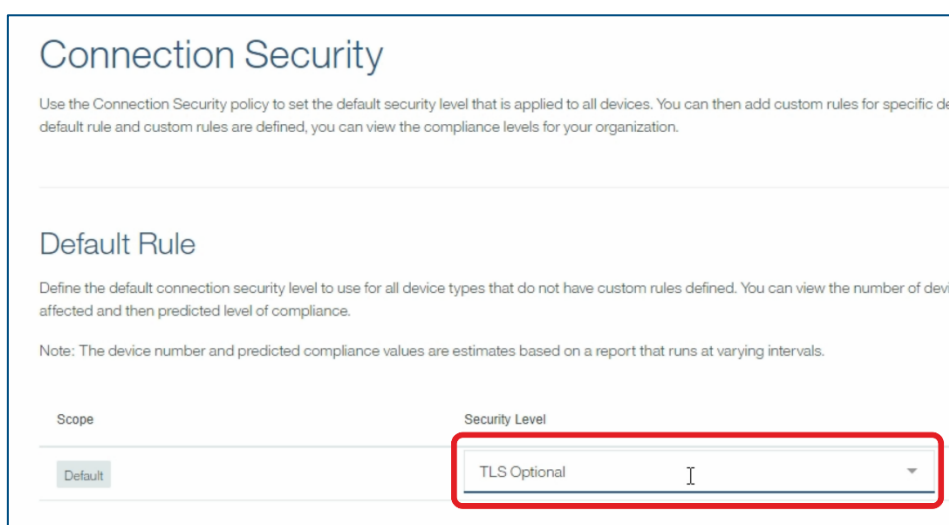 Connection Security
Use the Connection Security policy to set the default security level that is applied to all devices. You can then add custom rules for specific
default rule and custom rules are defined, you can view the compliance levels for your organization.
Default Rule
Define the default connection security level to use for all device types that do not have custom rules defined. You can view the number of
affected and then predicted level of compliance.
Note: The device number and predicted compliance values are estimates based on a report that runs at varying intervals.
Scope Security Level
Default TLS Optional